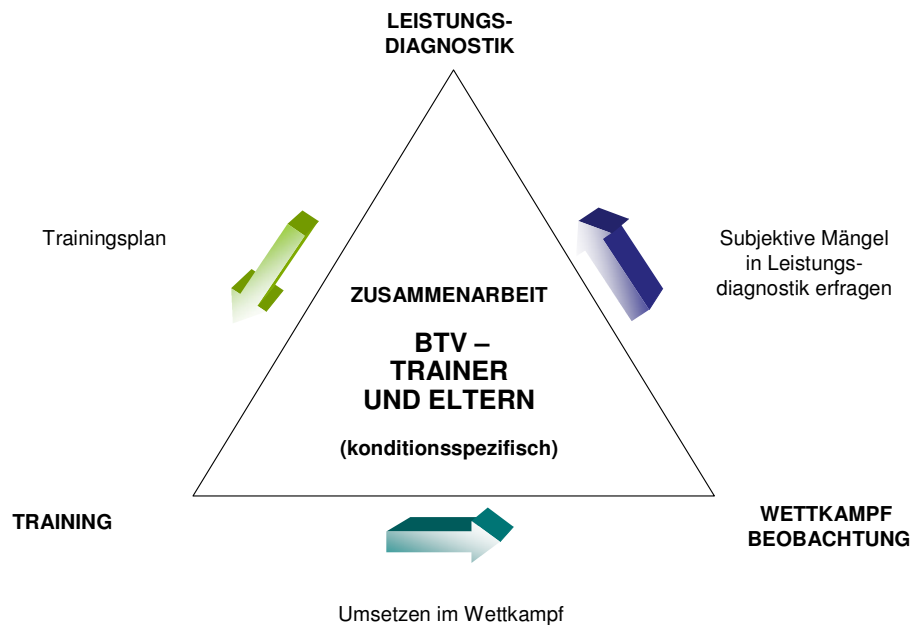 LEISTUNGS-
DIAGNOSTIK
Trainingsplan
Subjektive Mängel
in Leistungs-
diagnostik erfragen
ZUSAMMENARBEIT
BTV –
TRAINER
UND ELTERN
(konditionsspezifisch)
TRAINING
WETTKAMPF
BEOBACHTUNG
Umsetzen im Wettkampf